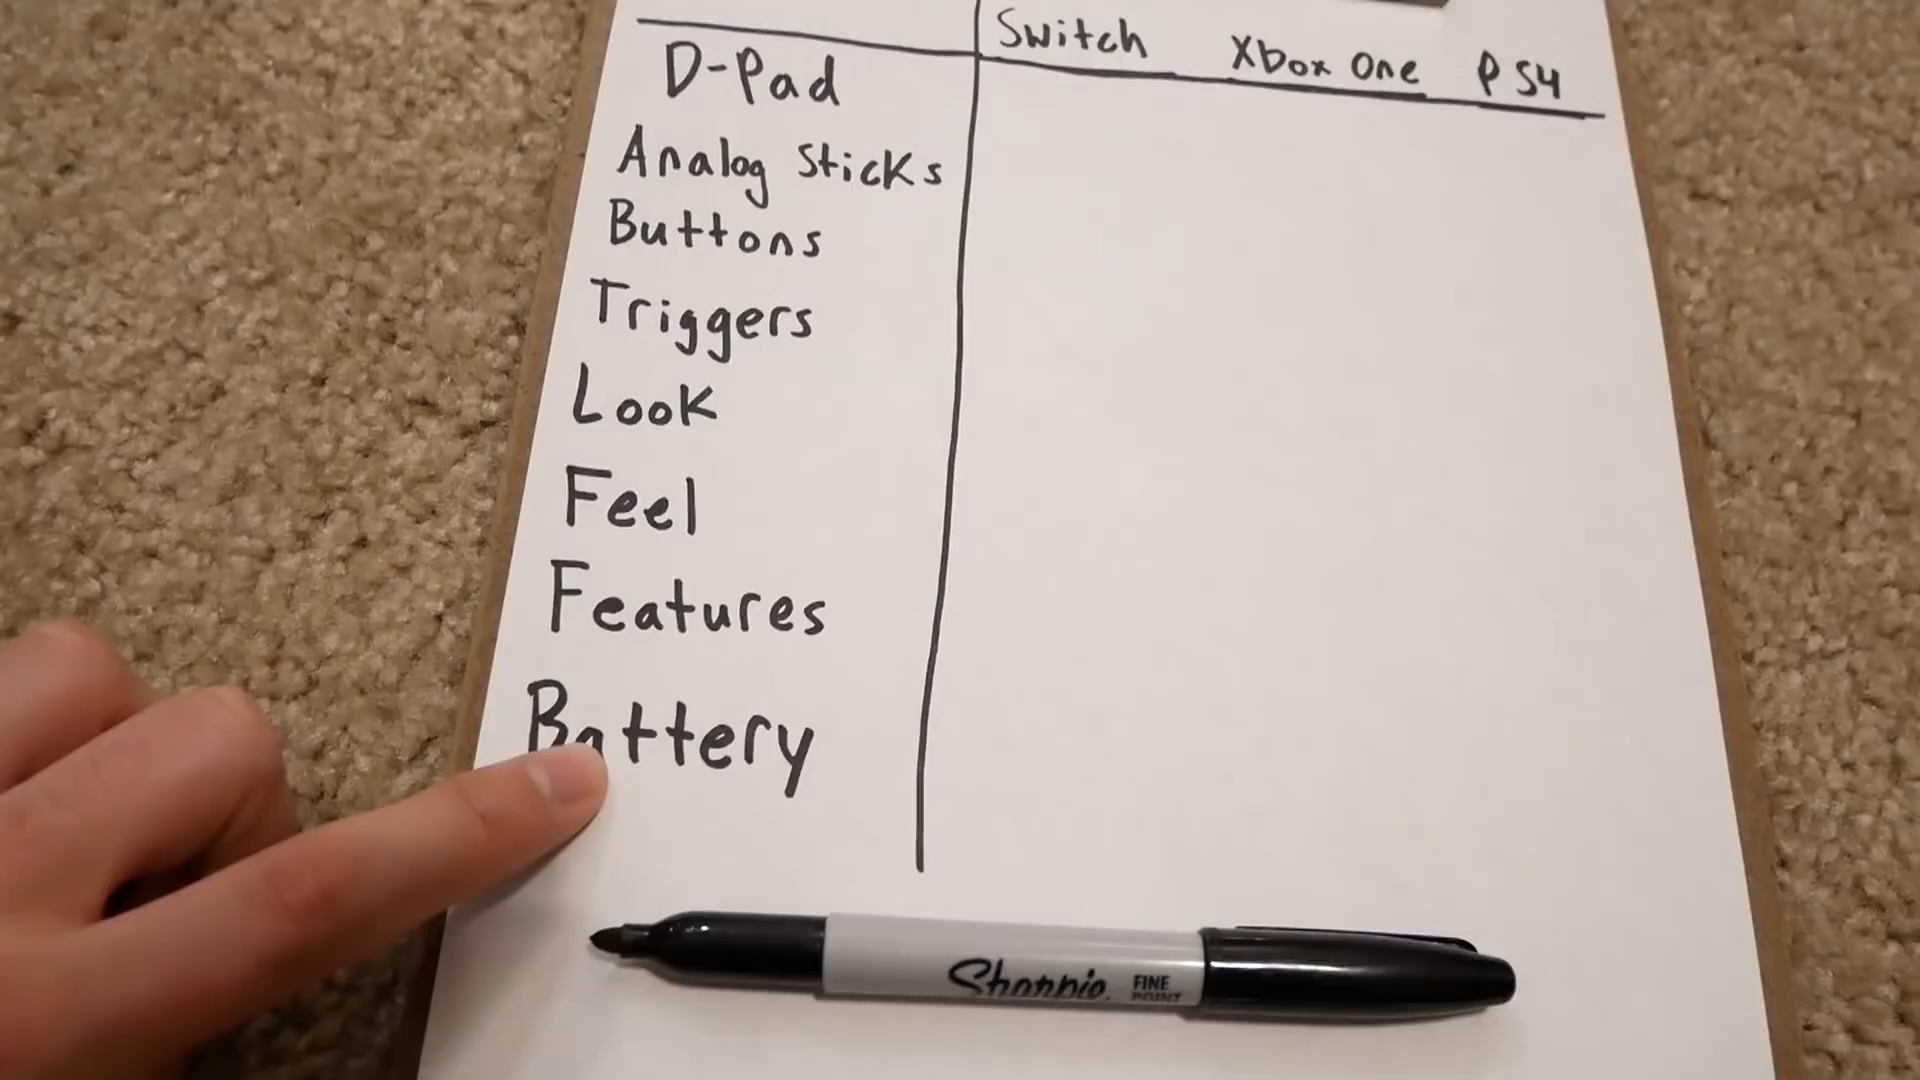 Switch Xbox One PS4
D-Pad
Analog Sticks
Buttons
Triggers
Look
Feel
Features
Battery
Sharpie FINE
POINT